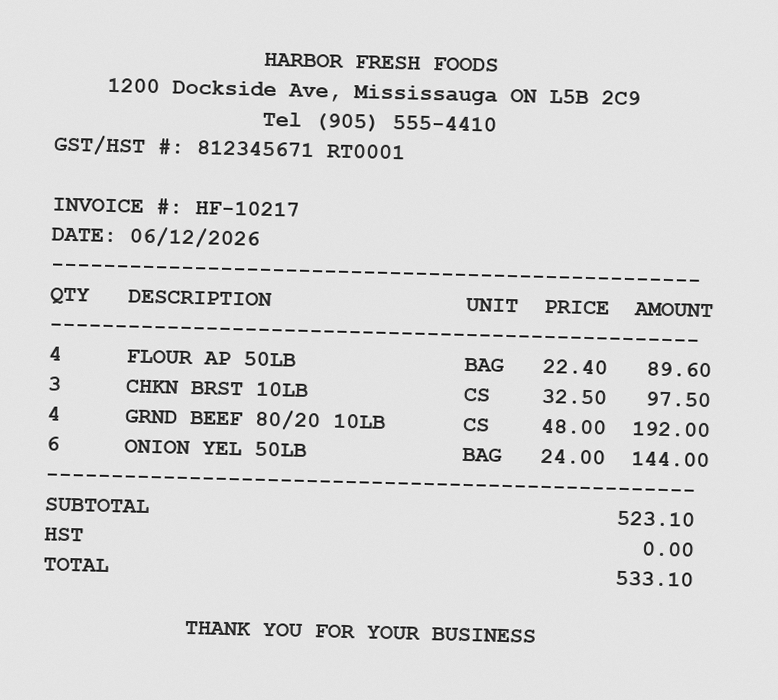 HARBOR FRESH FOODS
1200 Dockside Ave, Mississauga ON L5B 2C9
Tel (905) 555-4410
GST/HST #: 812345671 RT0001
INVOICE #: HF-10217
DATE: 06/12/2026
--------------------------------------------------
QTY DESCRIPTION UNIT PRICE AMOUNT
--------------------------------------------------
4 FLOUR AP 50LB BAG 22.40 89.60
3 CHKN BRST 10LB CS 32.50 97.50
4 GRND BEEF 80/20 10LB CS 48.00 192.00
6 ONION YEL 50LB BAG 24.00 144.00
--------------------------------------------------
SUBTOTAL 523.10
HST 0.00
TOTAL 533.10
THANK YOU FOR YOUR BUSINESS